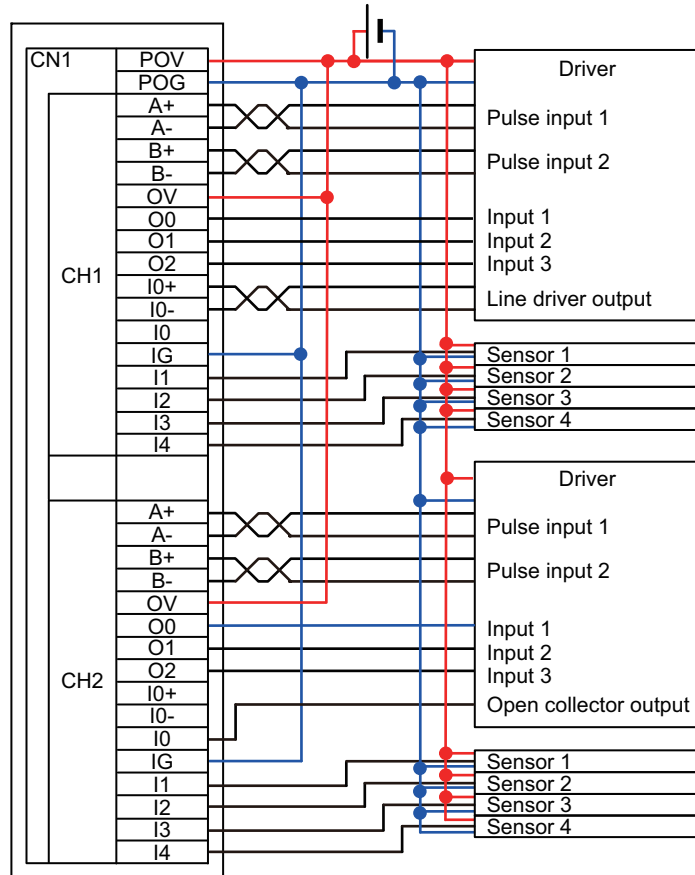 CN1
POV
POG
CH1
A+
A-
B+
B-
OV
O0
O1
O2
I0+
I0-
I0
IG
I1
I2
I3
I4
CH2
A+
A-
B+
B-
OV
O0
O1
O2
I0+
I0-
I0
IG
I1
I2
I3
I4
Driver
Pulse input 1
Pulse input 2
Input 1
Input 2
Input 3
Line driver output
Sensor 1
Sensor 2
Sensor 3
Sensor 4
Driver
Pulse input 1
Pulse input 2
Input 1
Input 2
Input 3
Open collector output
Sensor 1
Sensor 2
Sensor 3
Sensor 4